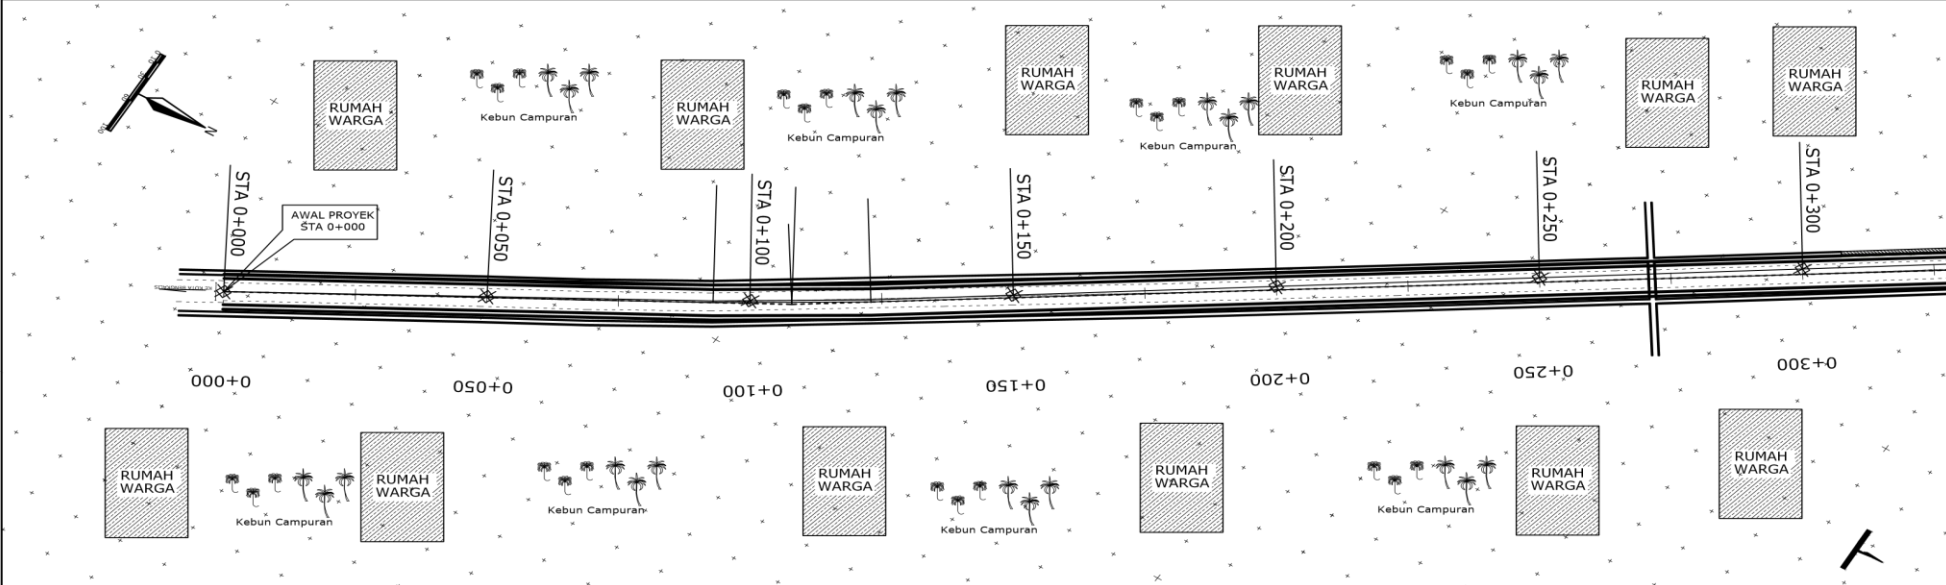 RUMAH
WARGA
Kebun Campuran
RUMAH
WARGA
Kebun Campuran
RUMAH
WARGA
Kebun Campuran
RUMAH
WARGA
Kebun Campuran
RUMAH
WARGA
RUMAH
WARGA
N
STA 0+000
AWAL PROYEK
STA 0+000
STA 0+050
STA 0+100
STA 0+150
STA 0+200
STA 0+250
STA 0+300
0+000
0+050
0+100
0+150
0+200
0+250
0+300
RUMAH
WARGA
Kebun Campuran
RUMAH
WARGA
Kebun Campuran
RUMAH
WARGA
Kebun Campuran
RUMAH
WARGA
Kebun Campuran
RUMAH
WARGA
RUMAH
WARGA